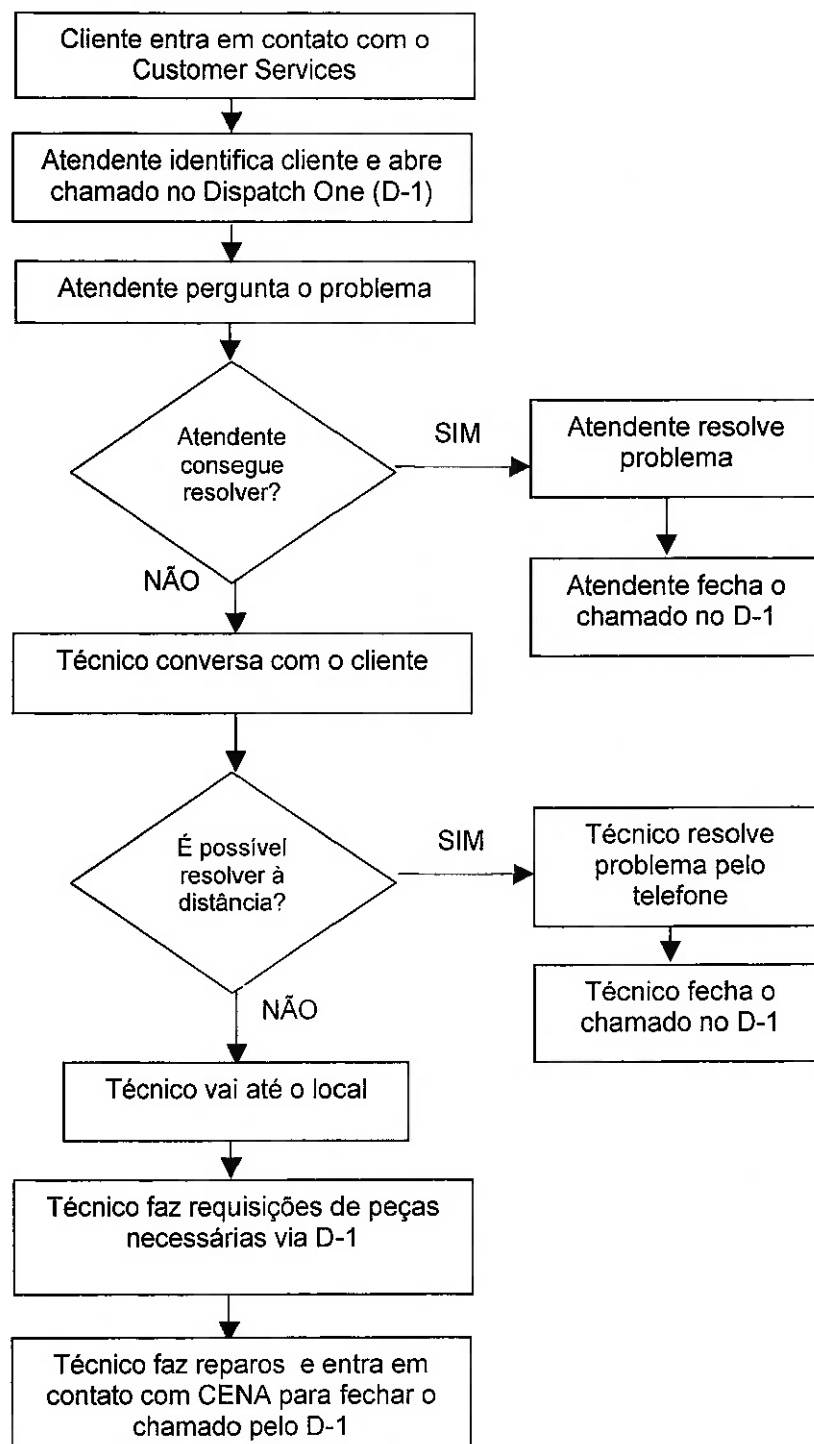 Cliente entra em contato com o
Customer Services
Atendente identifica cliente e abre
chamado no Dispatch One (D-1)
Atendente pergunta o problema
Atendente
consegue
resolver?
SIM
Atendente resolve
problema
Atendente fecha o
chamado no D-1
NÃO
Técnico conversa com o cliente
É possível
resolver à
distância?
SIM
Técnico resolve
problema pelo
telefone
Técnico fecha o
chamado no D-1
NÃO
Técnico vai até o local
Técnico faz requisições de peças
necessárias via D-1
Técnico faz reparos e entra em
contato com CENA para fechar o
chamado pelo D-1